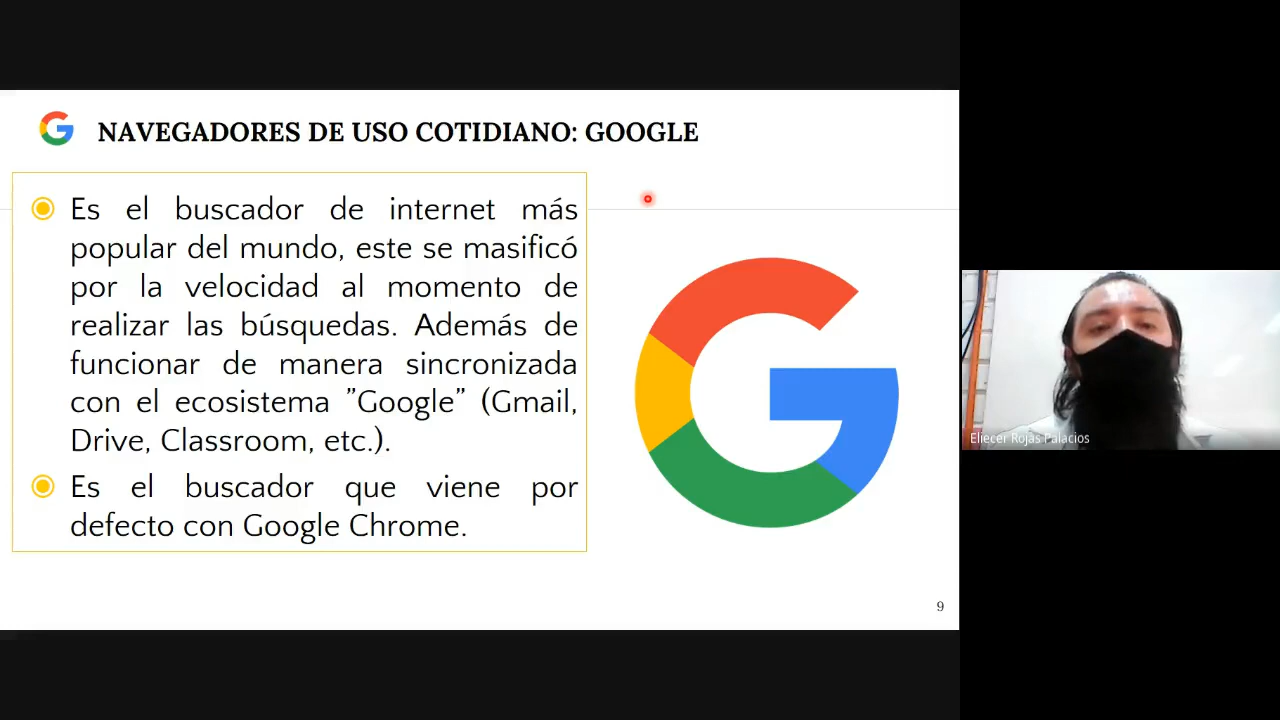 NAVEGADORES DE USO COTIDIANO: GOOGLE
Es el buscador de internet más
popular del mundo, este se masificó
por la velocidad al momento de
realizar las búsquedas. Además de
funcionar de manera sincronizada
con el ecosistema ”Google” (Gmail,
Drive, Classroom, etc.).
Es el buscador que viene por
defecto con Google Chrome.
9
Eliecer Rojas Palacios